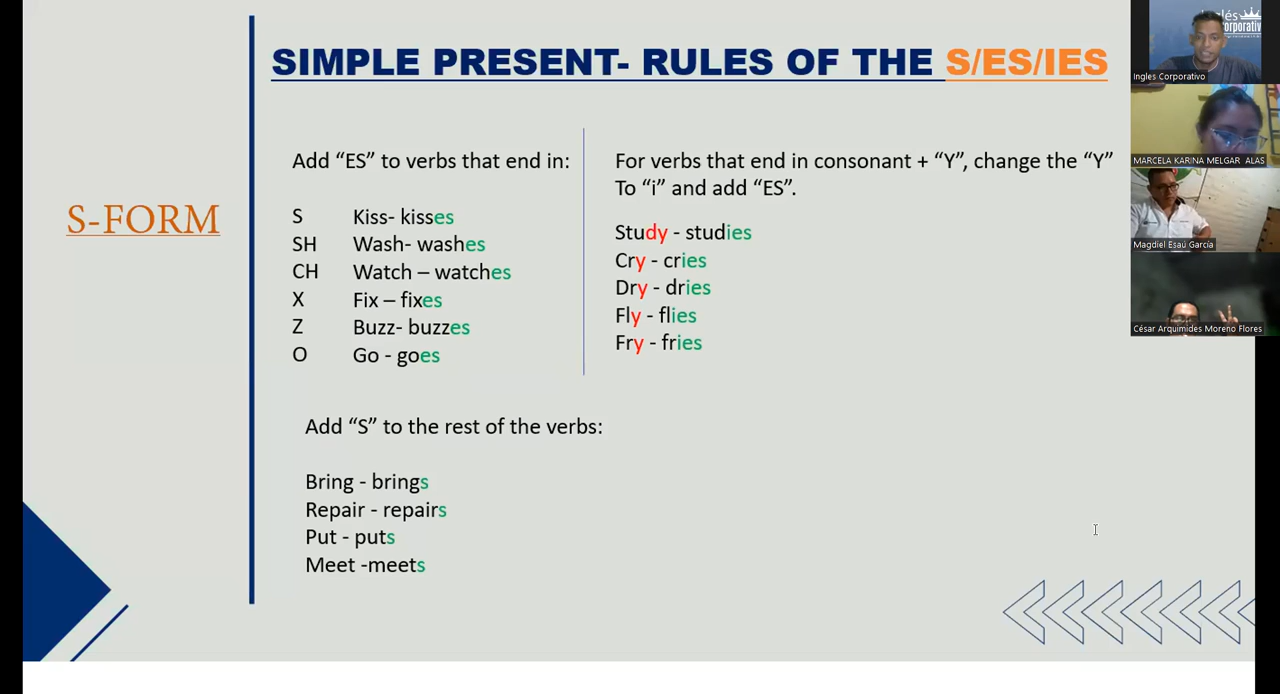 SIMPLE PRESENT- RULES OF THE S/ES/IES
S-FORM
Add “ES” to verbs that end in:
S Kiss- kisses
SH Wash- washes
CH Watch – watches
X Fix – fixes
Z Buzz- buzzes
O Go - goes
For verbs that end in consonant + “Y”, change the “Y”
To “i” and add “ES”.
Study - studies
Cry - cries
Dry - dries
Fly - flies
Fry - fries
Add “S” to the rest of the verbs:
Bring - brings
Repair - repairs
Put - puts
Meet -meets
Ingles Corporativo
MARCELA KARINA MELGAR ALAS
Magdiel Esaú García
César Arquimides Moreno Flores